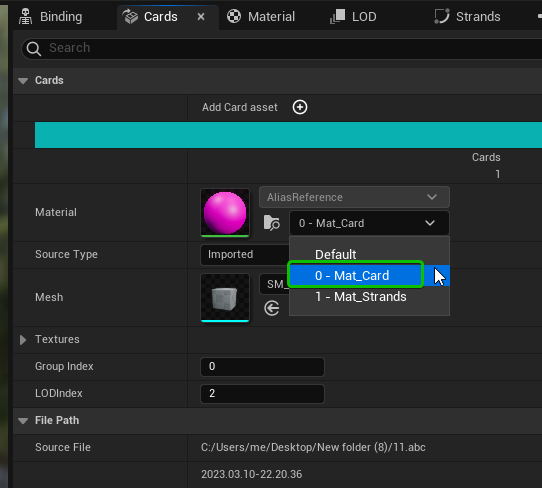 Binding Cards × Material LOD Strands
Search
Cards
Add Card asset
Cards
1
Material
AliasReference
0 - Mat_Card
Default
0 - Mat_Card
1 - Mat_Strands
Source Type Imported
Mesh SM_
Textures
Group Index 0
LODIndex 2
File Path
Source File C:/Users/me/Desktop/New folder (8)/11.abc
2023.03.10-22.20.36